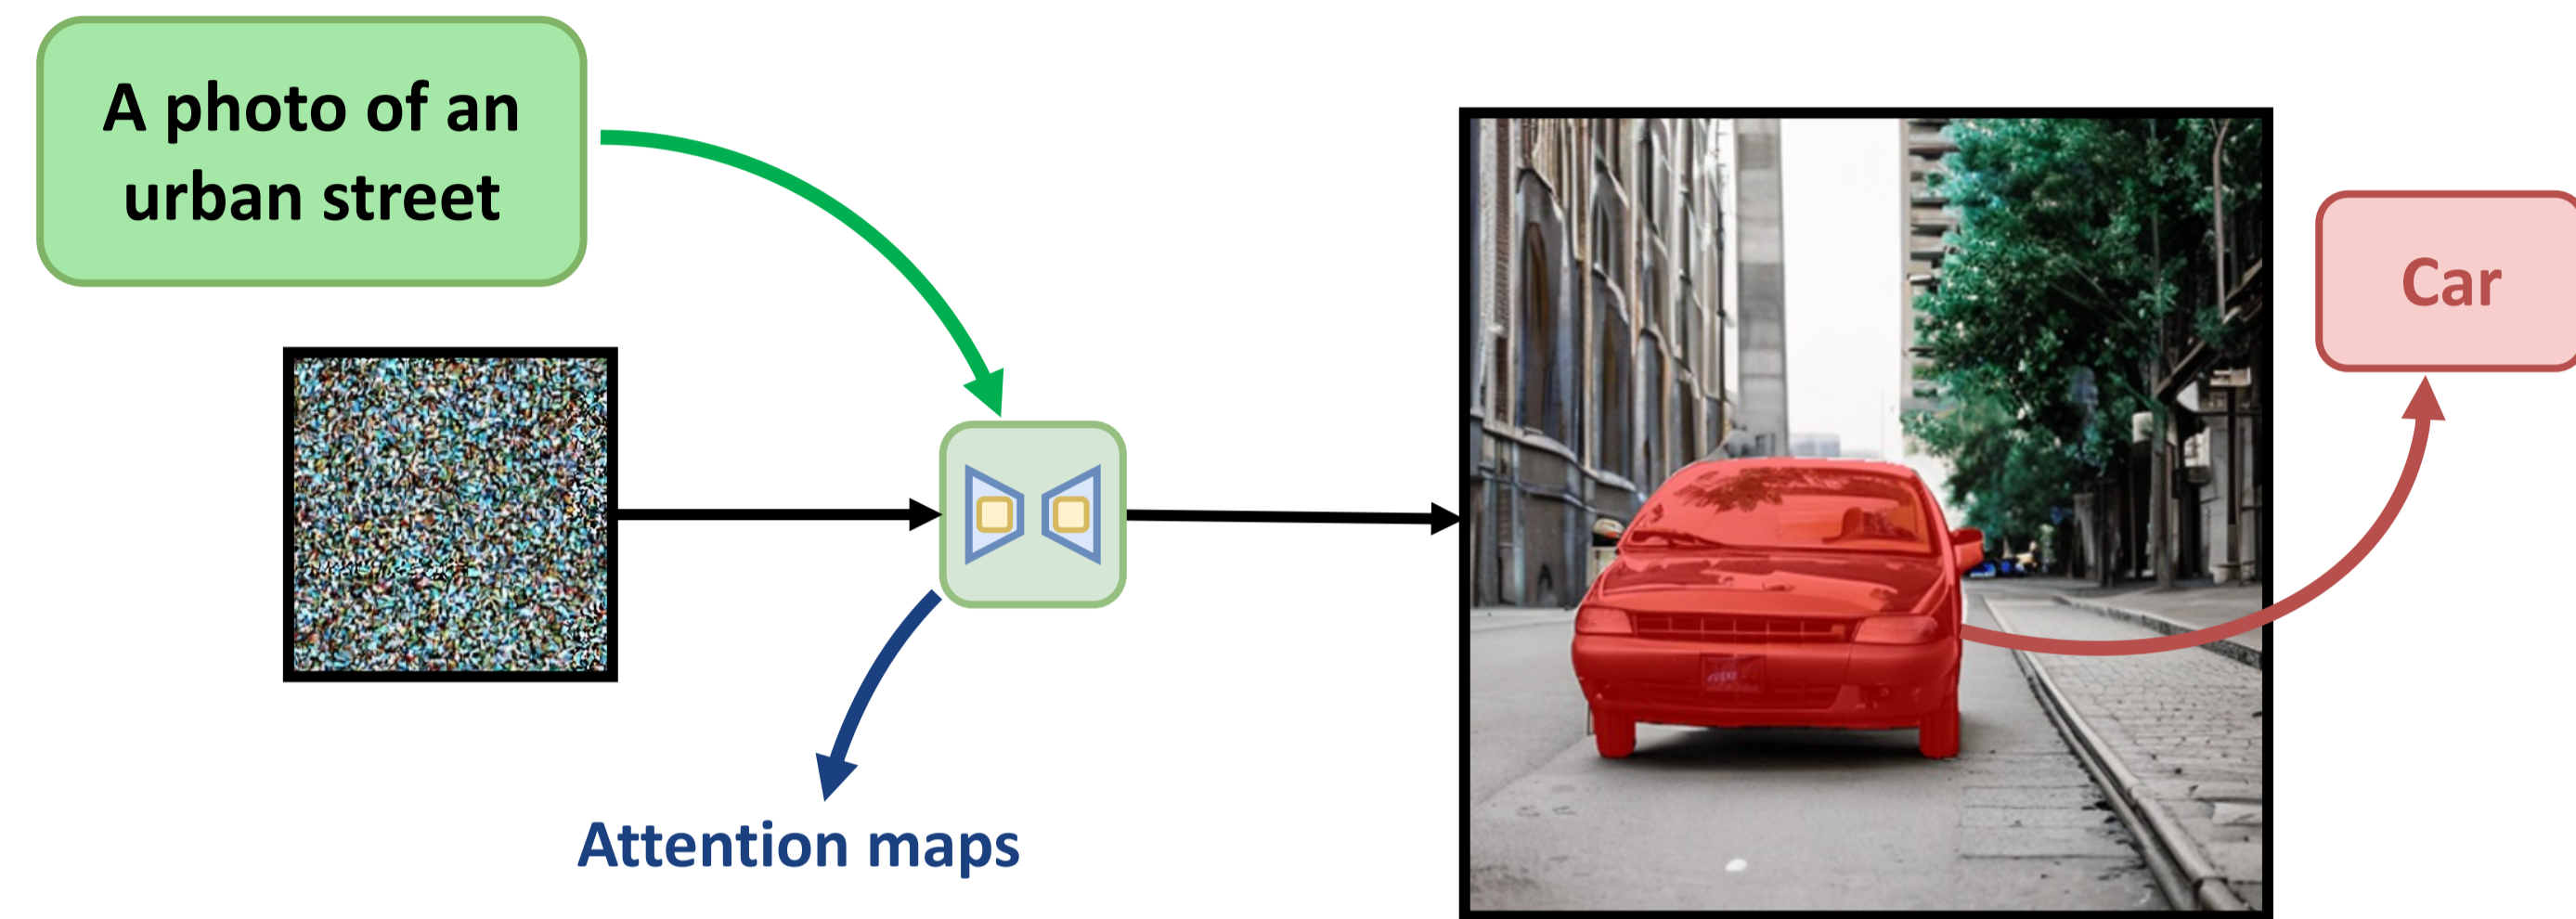 A photo of an
urban street
Car
Attention maps